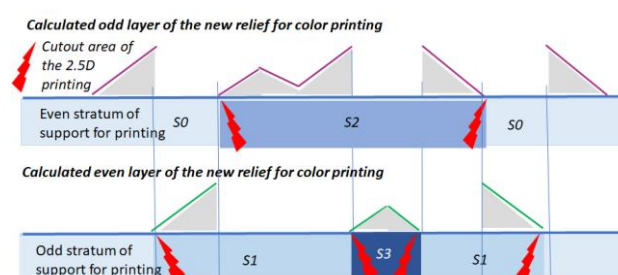 Calculated odd layer of the new relief for color printing
Cutout area of
the 2.5D
printing
Even stratum of
support for printing
S0
S2
S0
Calculated even layer of the new relief for color printing
Odd stratum of
support for printing
S1
S3
S1